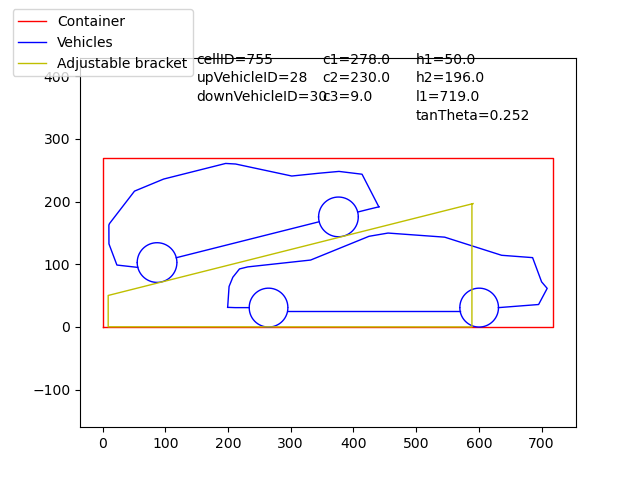 Container
Vehicles
Adjustable bracket
cellID=755 c1=278.0 h1=50.0
upVehicleID=28 c2=230.0 h2=196.0
downVehicleID=30 c3=9.0 l1=719.0
tanTheta=0.252
400
300
200
100
0
−100
0 100 200 300 400 500 600 700